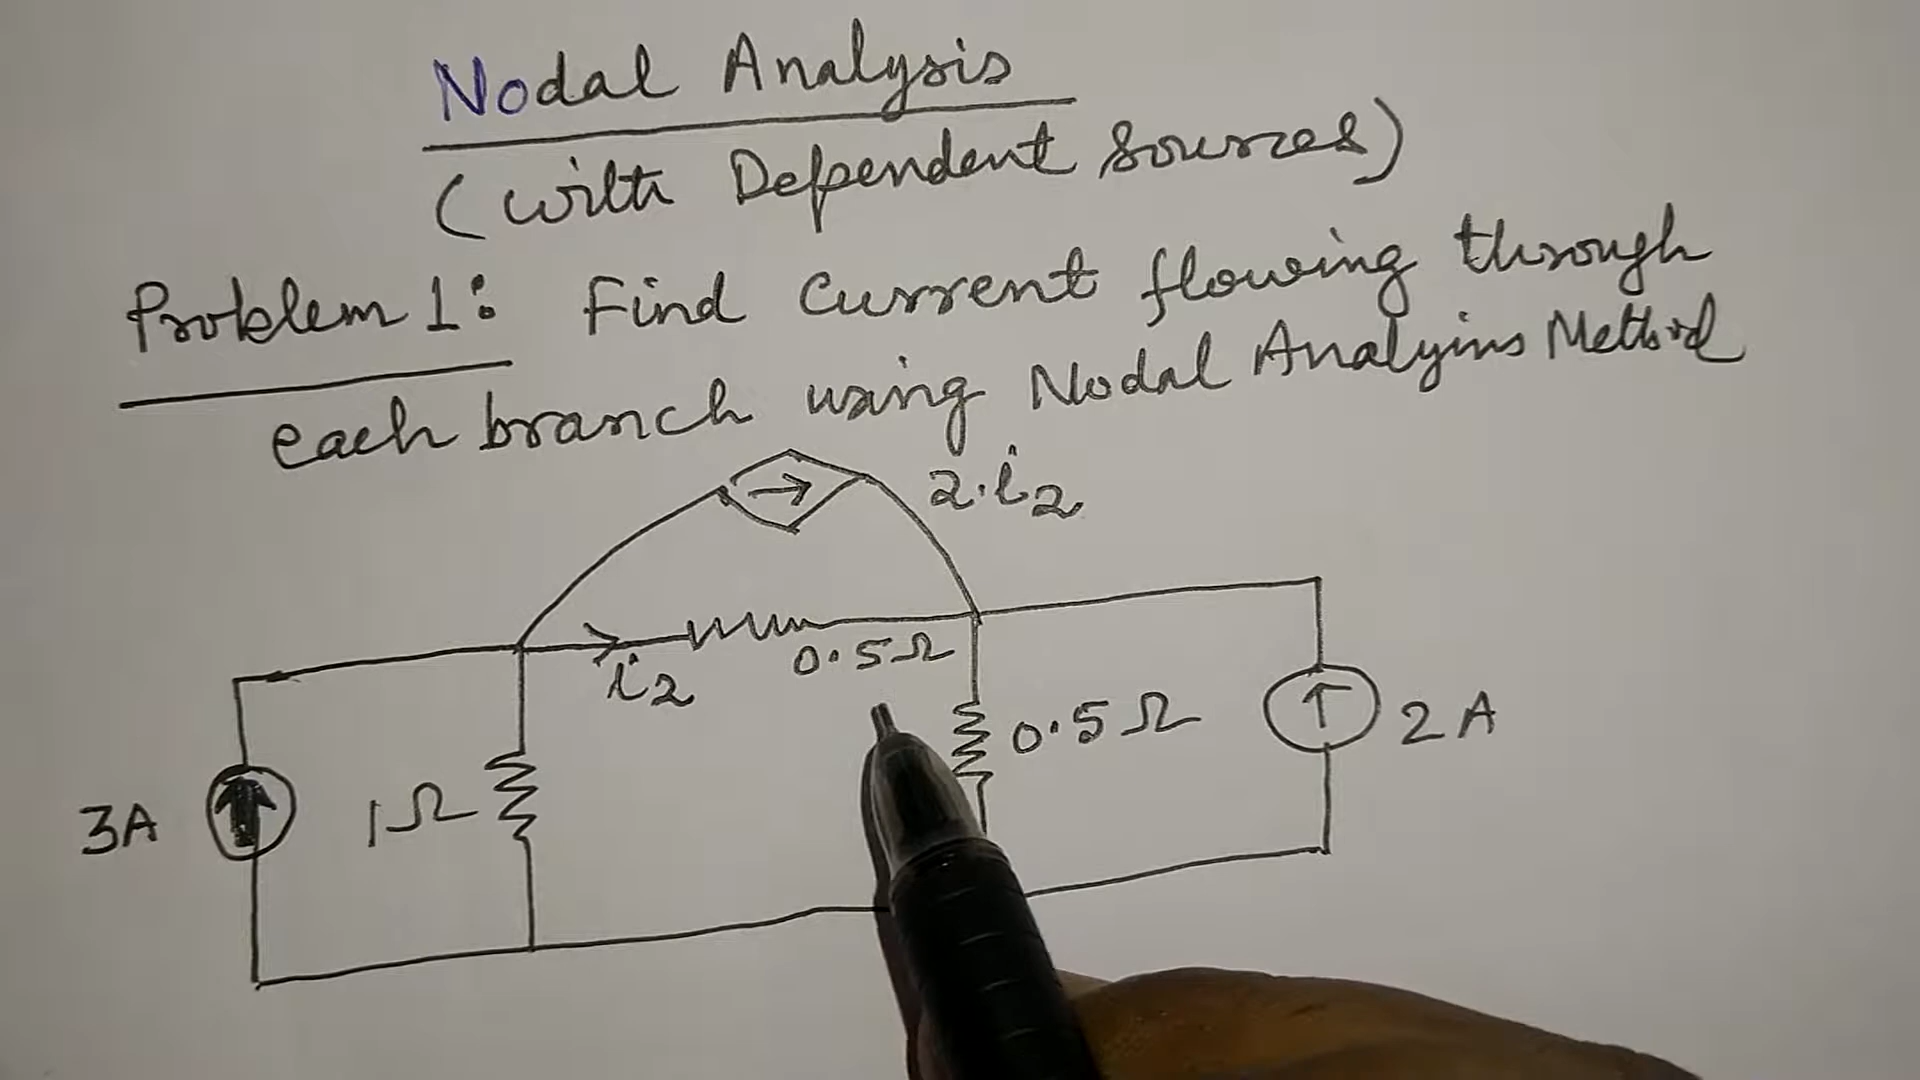 Nodal Analysis
(with Dependent Sources)
Problem 1: Find Current flowing through
each branch using Nodal Analyins Method
2.i2
i2
0.5Ω
0.5Ω
2A
3A
1Ω